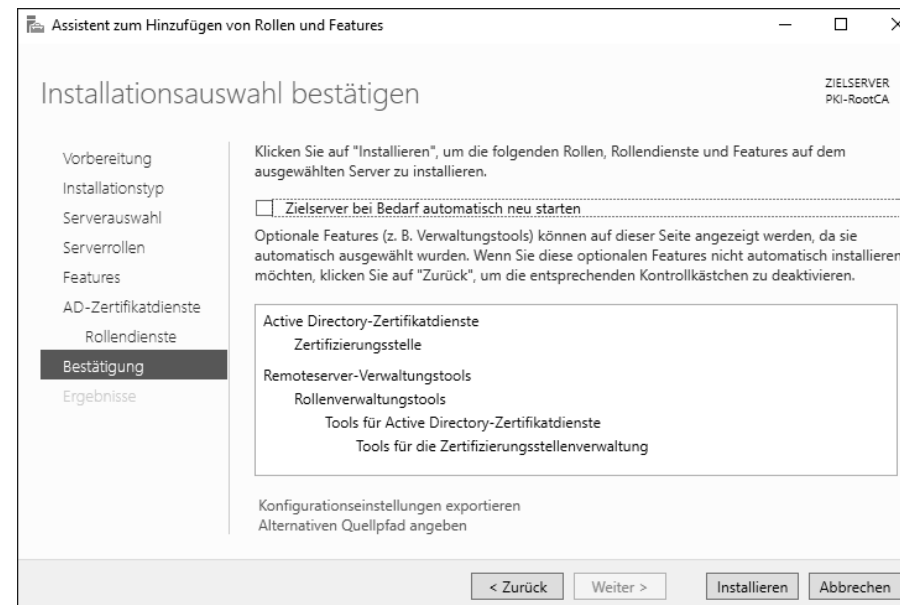 Assistent zum Hinzufügen von Rollen und Features
Installationsauswahl bestätigen
ZIELSERVER
PKI-RootCA
Vorbereitung
Installationstyp
Serverauswahl
Serverrollen
Features
AD-Zertifikatdienste
Rollendienste
Bestätigung
Ergebnisse
Klicken Sie auf "Installieren", um die folgenden Rollen, Rollendienste und Features auf dem
ausgewählten Server zu installieren.
Zielserver bei Bedarf automatisch neu starten
Optionale Features (z. B. Verwaltungstools) können auf dieser Seite angezeigt werden, da sie
automatisch ausgewählt wurden. Wenn Sie diese optionalen Features nicht automatisch installieren
möchten, klicken Sie auf "Zurück", um die entsprechenden Kontrollkästchen zu deaktivieren.
Active Directory-Zertifikatdienste
Zertifizierungsstelle
Remoteserver-Verwaltungstools
Rollenverwaltungstools
Tools für Active Directory-Zertifikatdienste
Tools für die Zertifizierungsstellenverwaltung
Konfigurationseinstellungen exportieren
Alternativen Quellpfad angeben
< Zurück
Weiter >
Installieren
Abbrechen